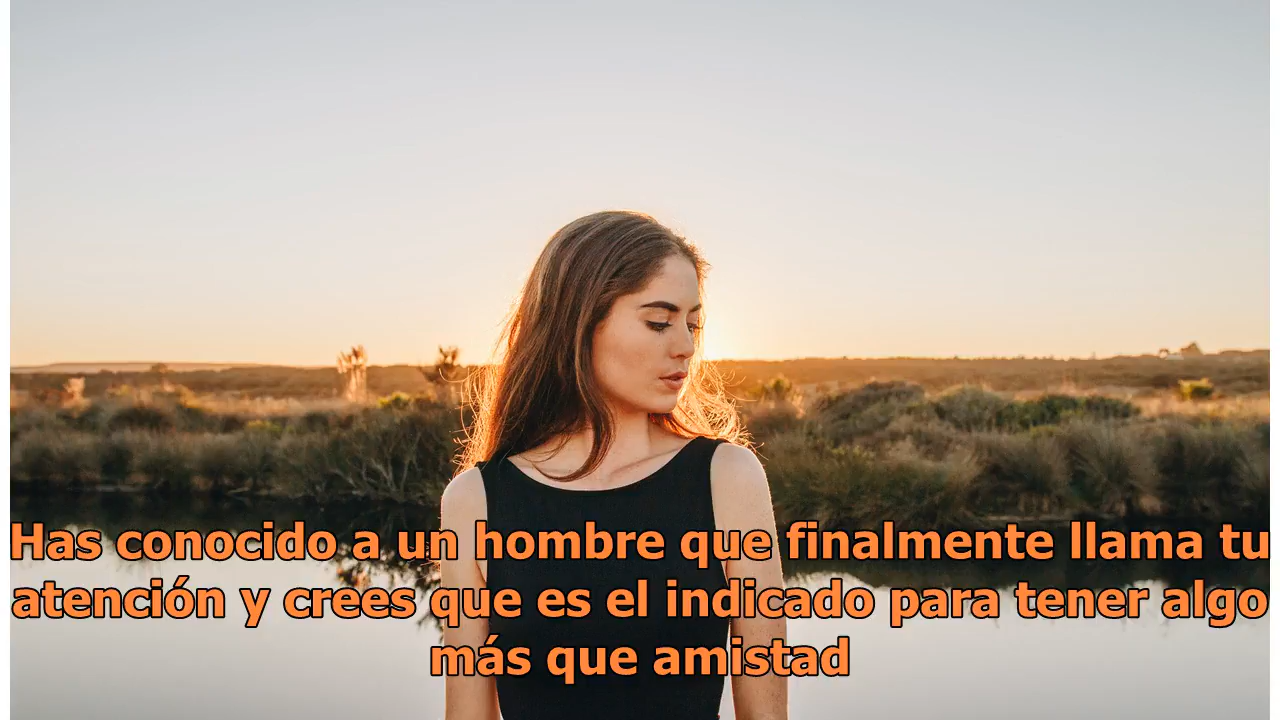 Has conocido a un hombre que finalmente llama tu
atención y crees que es el indicado para tener algo
más que amistad